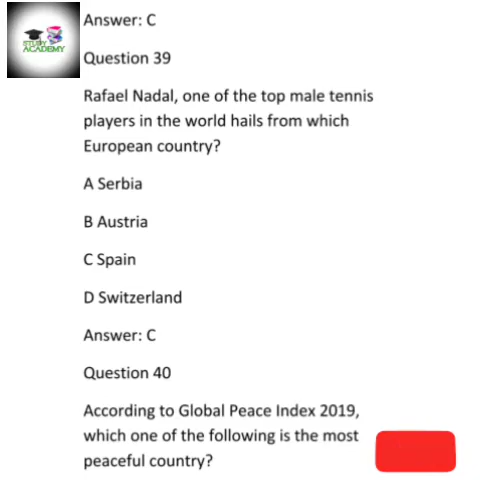 Answer: C
STUDY
ACADEMY
Question 39
Rafael Nadal, one of the top male tennis
players in the world hails from which
European country?
A Serbia
B Austria
C Spain
D Switzerland
Answer: C
Question 40
According to Global Peace Index 2019,
which one of the following is the most
peaceful country?